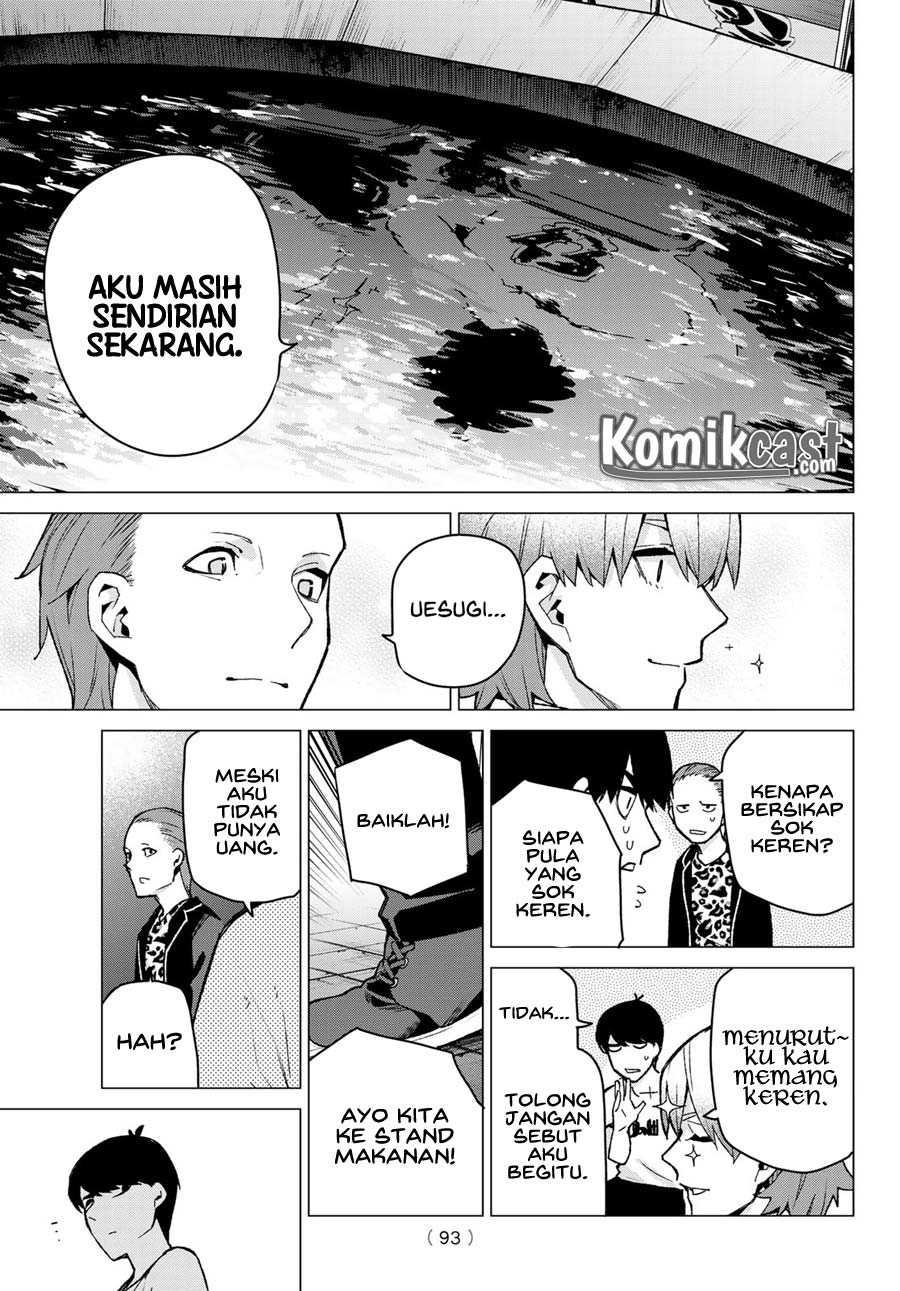 AKU MASIH
SENDIRIAN
SEKARANG.
Komikcast
.com
UESUGI...
KENAPA
BERSIKAP
SOK
KEREN?
SIAPA
PULA
YANG
SOK
KEREN.
MENURUT~
KU KAU
MEMANG
KEREN.
TIDAK...
TOLONG
JANGAN
SEBUT
AKU
BEGITU.
BAIKLAH!
AYO KITA
KE STAND
MAKANAN!
MESKI
AKU
TIDAK
PUNYA
UANG.
HAH?
( 93 )